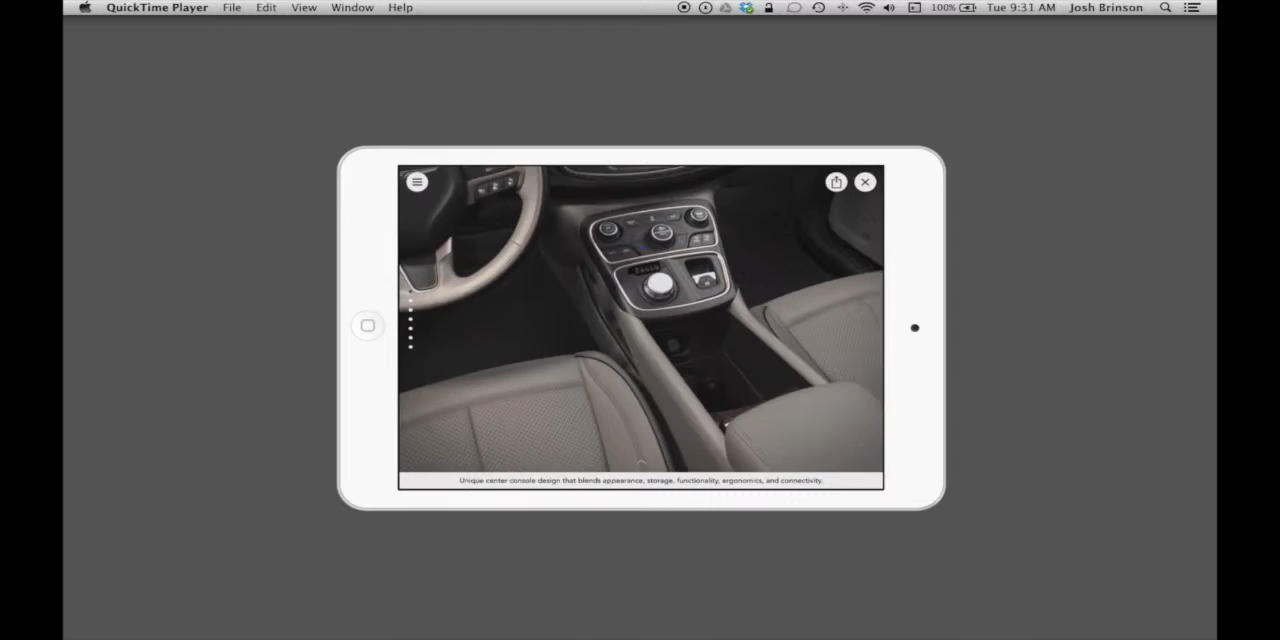 QuickTime Player File Edit View Window Help 100% Tue 9:31 AM Josh Brinson
Unique center console design that blends appearance, storage, functionality, ergonomics, and connectivity.